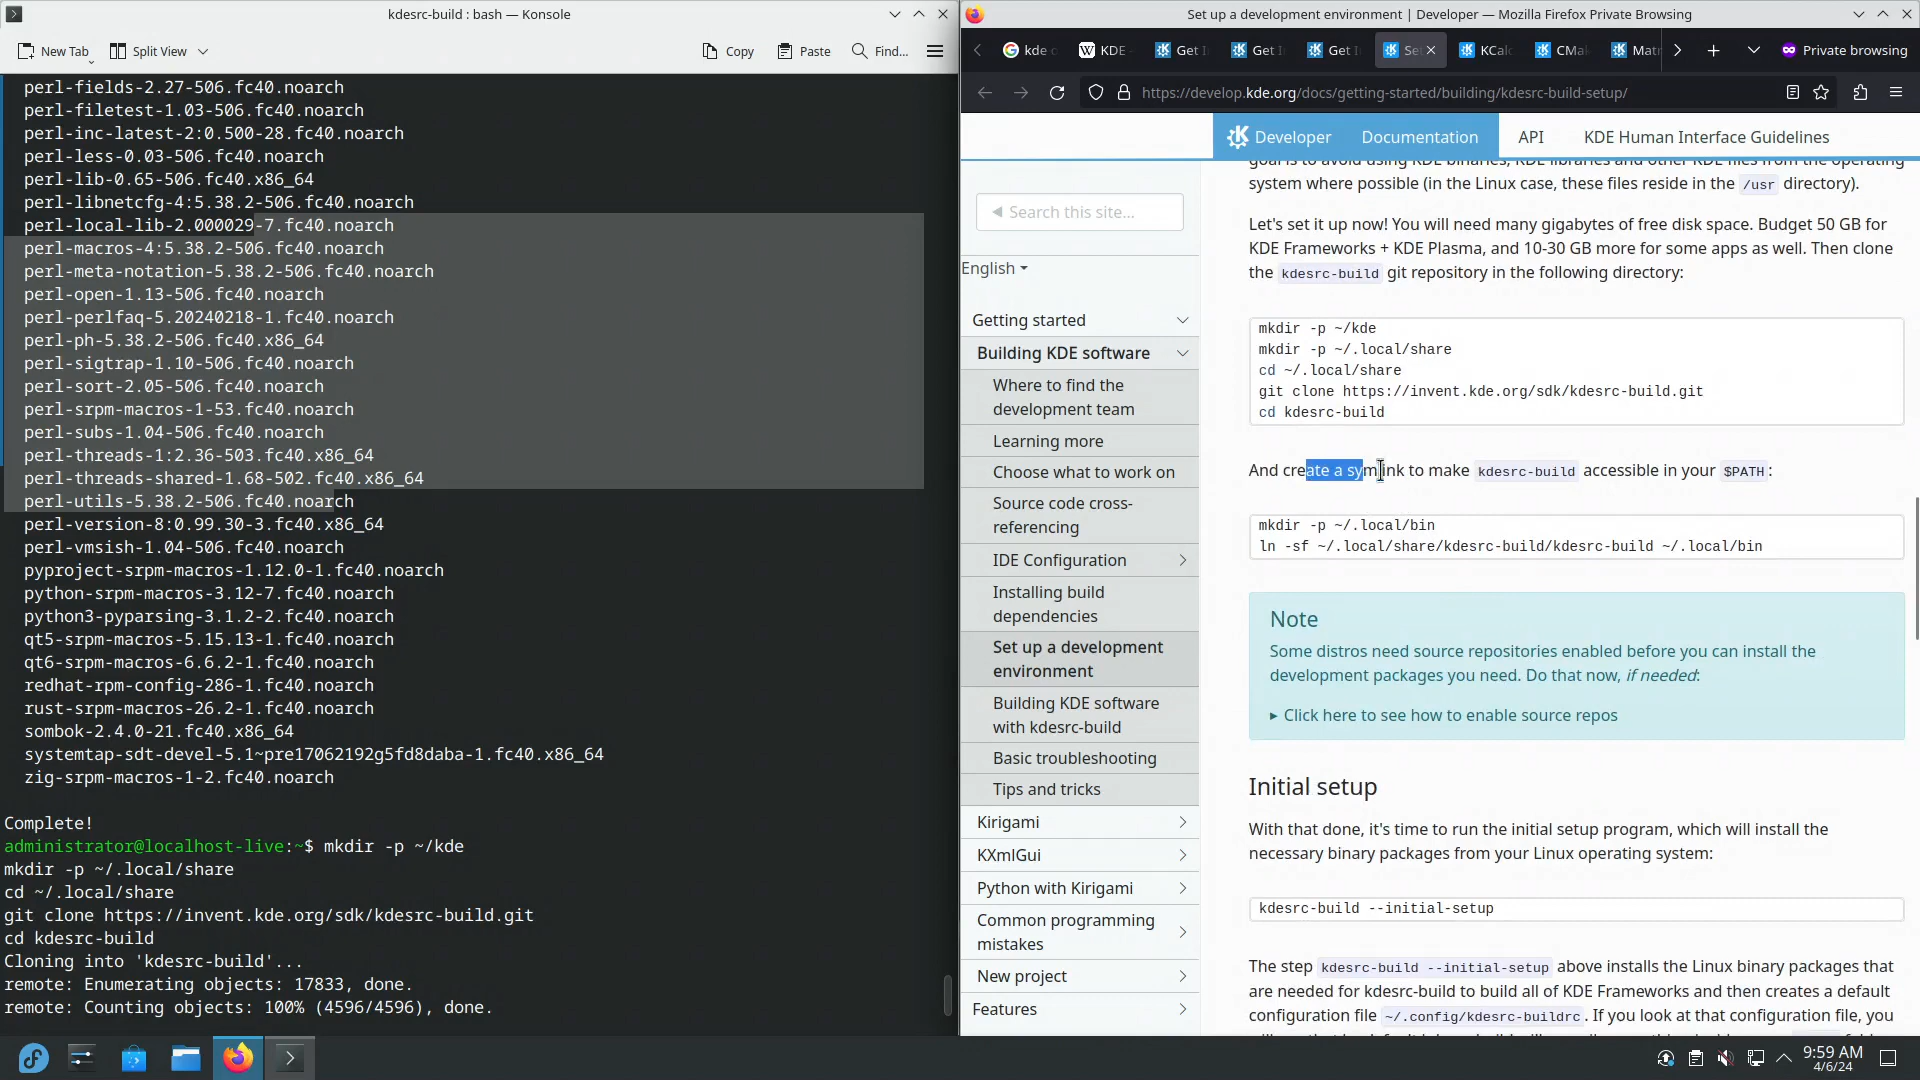 kdesrc-build : bash — Konsole
New Tab
Split View
Copy
Paste
Find...
perl-fields-2.27-506.fc40.noarch
perl-filetest-1.03-506.fc40.noarch
perl-inc-latest-2:0.500-28.fc40.noarch
perl-less-0.03-506.fc40.noarch
perl-lib-0.65-506.fc40.x86_64
perl-libnetcfg-4:5.38.2-506.fc40.noarch
perl-local-lib-2.000029-7.fc40.noarch
perl-macros-4:5.38.2-506.fc40.noarch
perl-meta-notation-5.38.2-506.fc40.noarch
perl-open-1.13-506.fc40.noarch
perl-perlfaq-5.20240218-1.fc40.noarch
perl-ph-5.38.2-506.fc40.x86_64
perl-sigtrap-1.10-506.fc40.noarch
perl-sort-2.05-506.fc40.noarch
perl-srpm-macros-1-53.fc40.noarch
perl-subs-1.04-506.fc40.noarch
perl-threads-1:2.36-503.fc40.x86_64
perl-threads-shared-1.68-502.fc40.x86_64
perl-utils-5.38.2-506.fc40.noarch
perl-version-8:0.99.30-3.fc40.x86_64
perl-vmsish-1.04-506.fc40.noarch
pyproject-srpm-macros-1.12.0-1.fc40.noarch
python-srpm-macros-3.12-7.fc40.noarch
python3-pyparsing-3.1.2-2.fc40.noarch
qt5-srpm-macros-5.15.13-1.fc40.noarch
qt6-srpm-macros-6.6.2-1.fc40.noarch
redhat-rpm-config-286-1.fc40.noarch
rust-srpm-macros-26.2-1.fc40.noarch
sombok-2.4.0-21.fc40.x86_64
systemtap-sdt-devel-5.1~pre17062192g5fd8daba-1.fc40.x86_64
zig-srpm-macros-1-2.fc40.noarch
Complete!
administrator@localhost-live:~$ mkdir -p ~/kde
mkdir -p ~/.local/share
cd ~/.local/share
git clone https://invent.kde.org/sdk/kdesrc-build.git
cd kdesrc-build
Cloning into 'kdesrc-build'...
remote: Enumerating objects: 17833, done.
remote: Counting objects: 100% (4596/4596), done.
Set up a development environment | Developer — Mozilla Firefox Private Browsing
kde
KDE
Get
Get
Get
Se
KCal
CMa
Mat
Private browsing
https://develop.kde.org/docs/getting-started/building/kdesrc-build-setup/
Developer
Documentation
API
KDE Human Interface Guidelines
Search this site...
English
Getting started
Building KDE software
Where to find the
development team
Learning more
Choose what to work on
Source code cross-
referencing
IDE Configuration
Installing build
dependencies
Set up a development
environment
Building KDE software
with kdesrc-build
Basic troubleshooting
Tips and tricks
Kirigami
KXmlGui
Python with Kirigami
Common programming
mistakes
New project
Features
goal is to avoid using KDE binaries, KDE libraries and other KDE files from the operating
system where possible (in the Linux case, these files reside in the /usr directory).
Let's set it up now! You will need many gigabytes of free disk space. Budget 50 GB for
KDE Frameworks + KDE Plasma, and 10-30 GB more for some apps as well. Then clone
the kdesrc-build git repository in the following directory:
mkdir -p ~/kde
mkdir -p ~/.local/share
cd ~/.local/share
git clone https://invent.kde.org/sdk/kdesrc-build.git
cd kdesrc-build
And create a symlink to make kdesrc-build accessible in your $PATH:
mkdir -p ~/.local/bin
ln -sf ~/.local/share/kdesrc-build/kdesrc-build ~/.local/bin
Note
Some distros need source repositories enabled before you can install the
development packages you need. Do that now, if needed:
Click here to see how to enable source repos
Initial setup
With that done, it's time to run the initial setup program, which will install the
necessary binary packages from your Linux operating system:
kdesrc-build --initial-setup
The step kdesrc-build --initial-setup above installs the Linux binary packages that
are needed for kdesrc-build to build all of KDE Frameworks and then creates a default
configuration file ~/.config/kdesrc-buildrc. If you look at that configuration file, you
9:59 AM
4/6/24